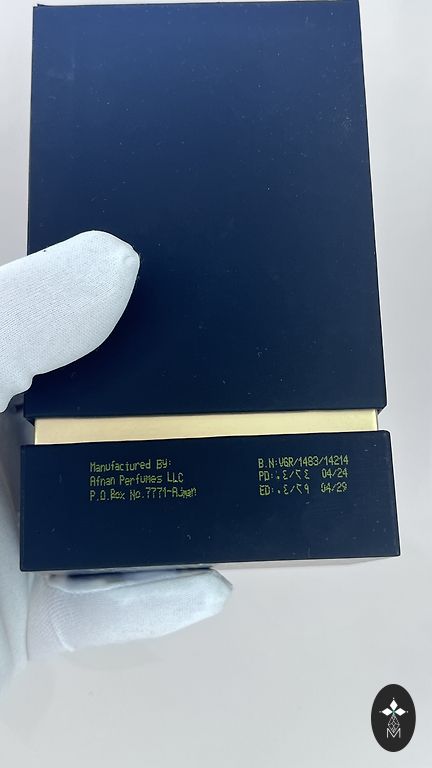 Manufactured By:
Afnan Perfumes LLC
P.O.Box No.7771-Ajman
B.N:VGR/1483/14214
PD:٠٤/٢٤ 04/24
ED:٠٤/٢٩ 04/29
M